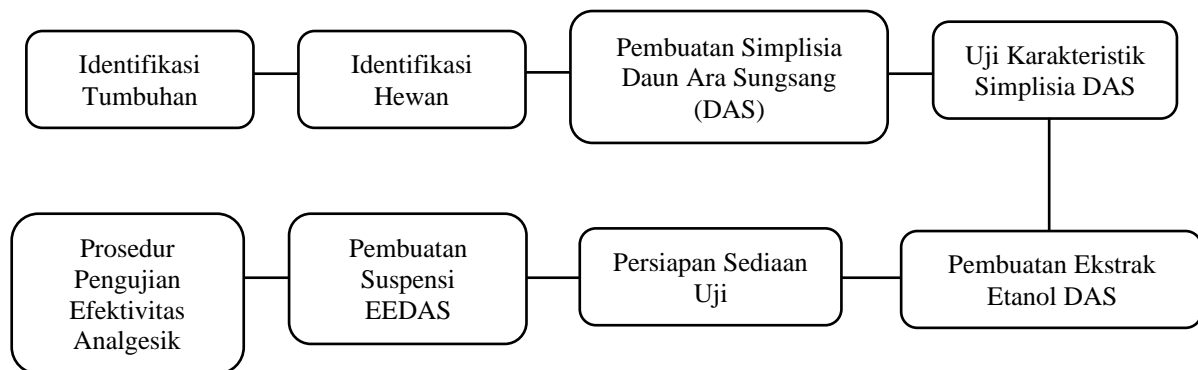 Identifikasi
Tumbuhan
Identifikasi
Hewan
Pembuatan Simplisia
Daun Ara Sungsang
(DAS)
Uji Karakteristik
Simplisia DAS
Pembuatan Ekstrak
Etanol DAS
Persiapan Sediaan
Uji
Pembuatan
Suspensi
EEDAS
Prosedur
Pengujian
Efektivitas
Analgesik